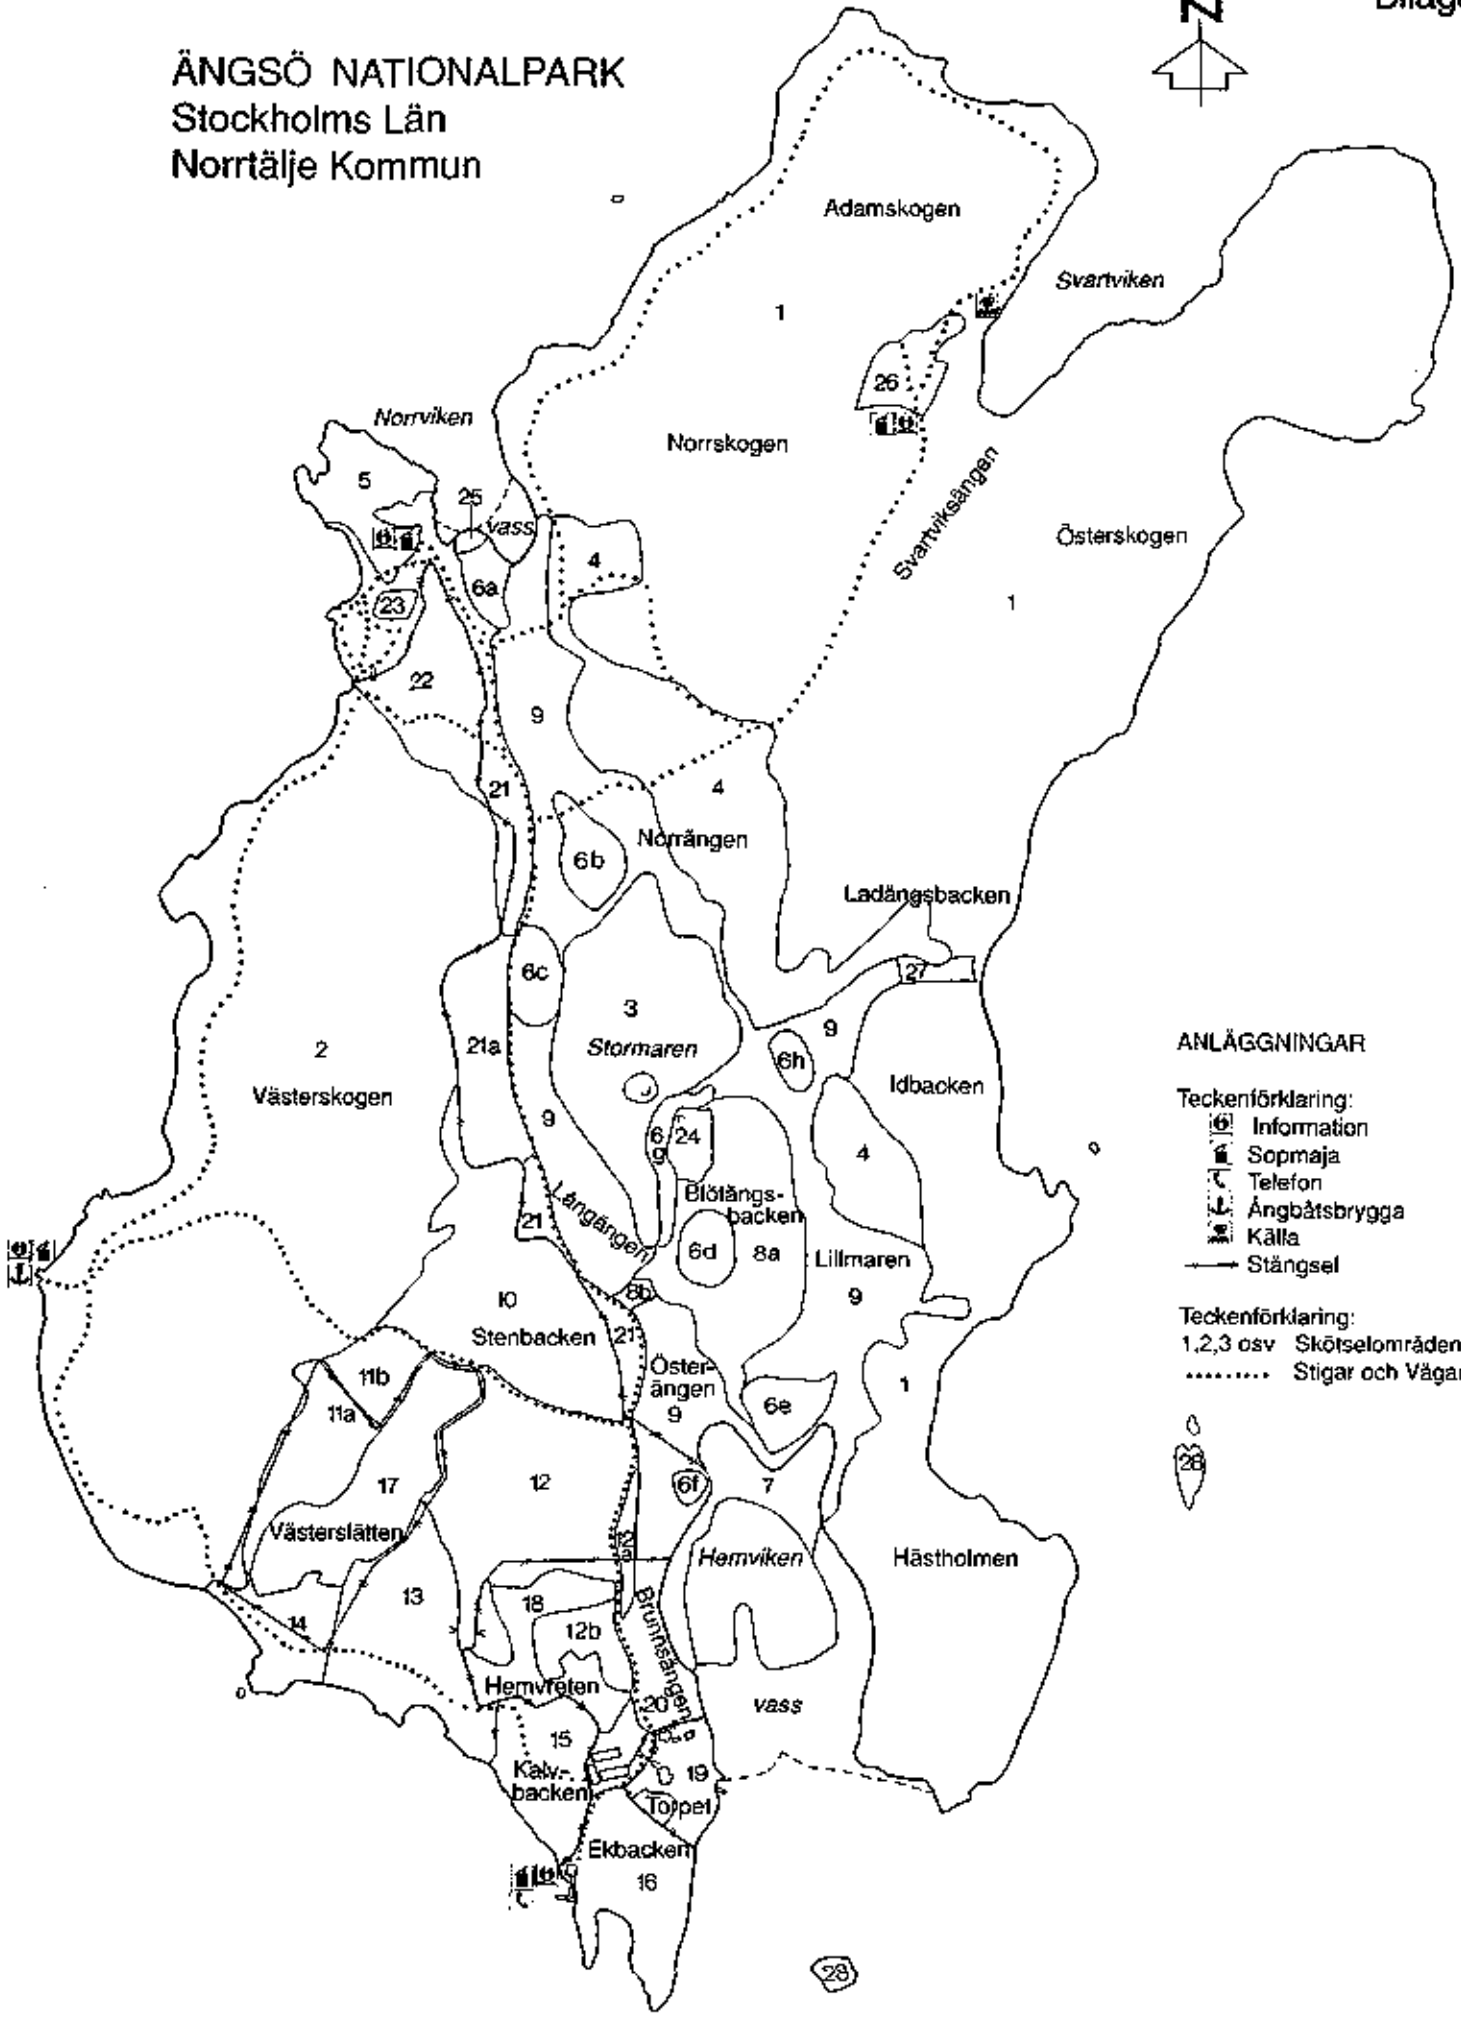 ÄNGSÖ NATIONALPARK
Stockholms Län
Norrtälje Kommun
N
Adamskogen
Svartviken
1
26
Norrviken
Norrskogen
5
25
vass
Svartviksängen
Österskogen
4
6a
23
1
22
9
21
4
Norrängen
6b
Ladängsbacken
6c
27
3
9
2
21a
Stormaren
6h
Västerskogen
Idbacken
9
6g
24
4
Blötängs-
backen
Långängen
21
6d
8a
Lillmaren
8b
9
10
Stenbacken
21
Öster-
ängen
11b
1
11a
6e
9
17
12
6f
7
Västerslätten
Hemviken
Hästholmen
13
18
14
12b
Brunnsängen
Hemvreten
20
vass
15
Kalv-
backen
19
Torpet
Ekbacken
16
28
ANLÄGGNINGAR
Teckenförklaring:
Information
Sopmaja
Telefon
Ångbåtsbrygga
Källa
Stängsel
Teckenförklaring:
1,2,3 osv Skötselområden
Stigar och Vägar
28